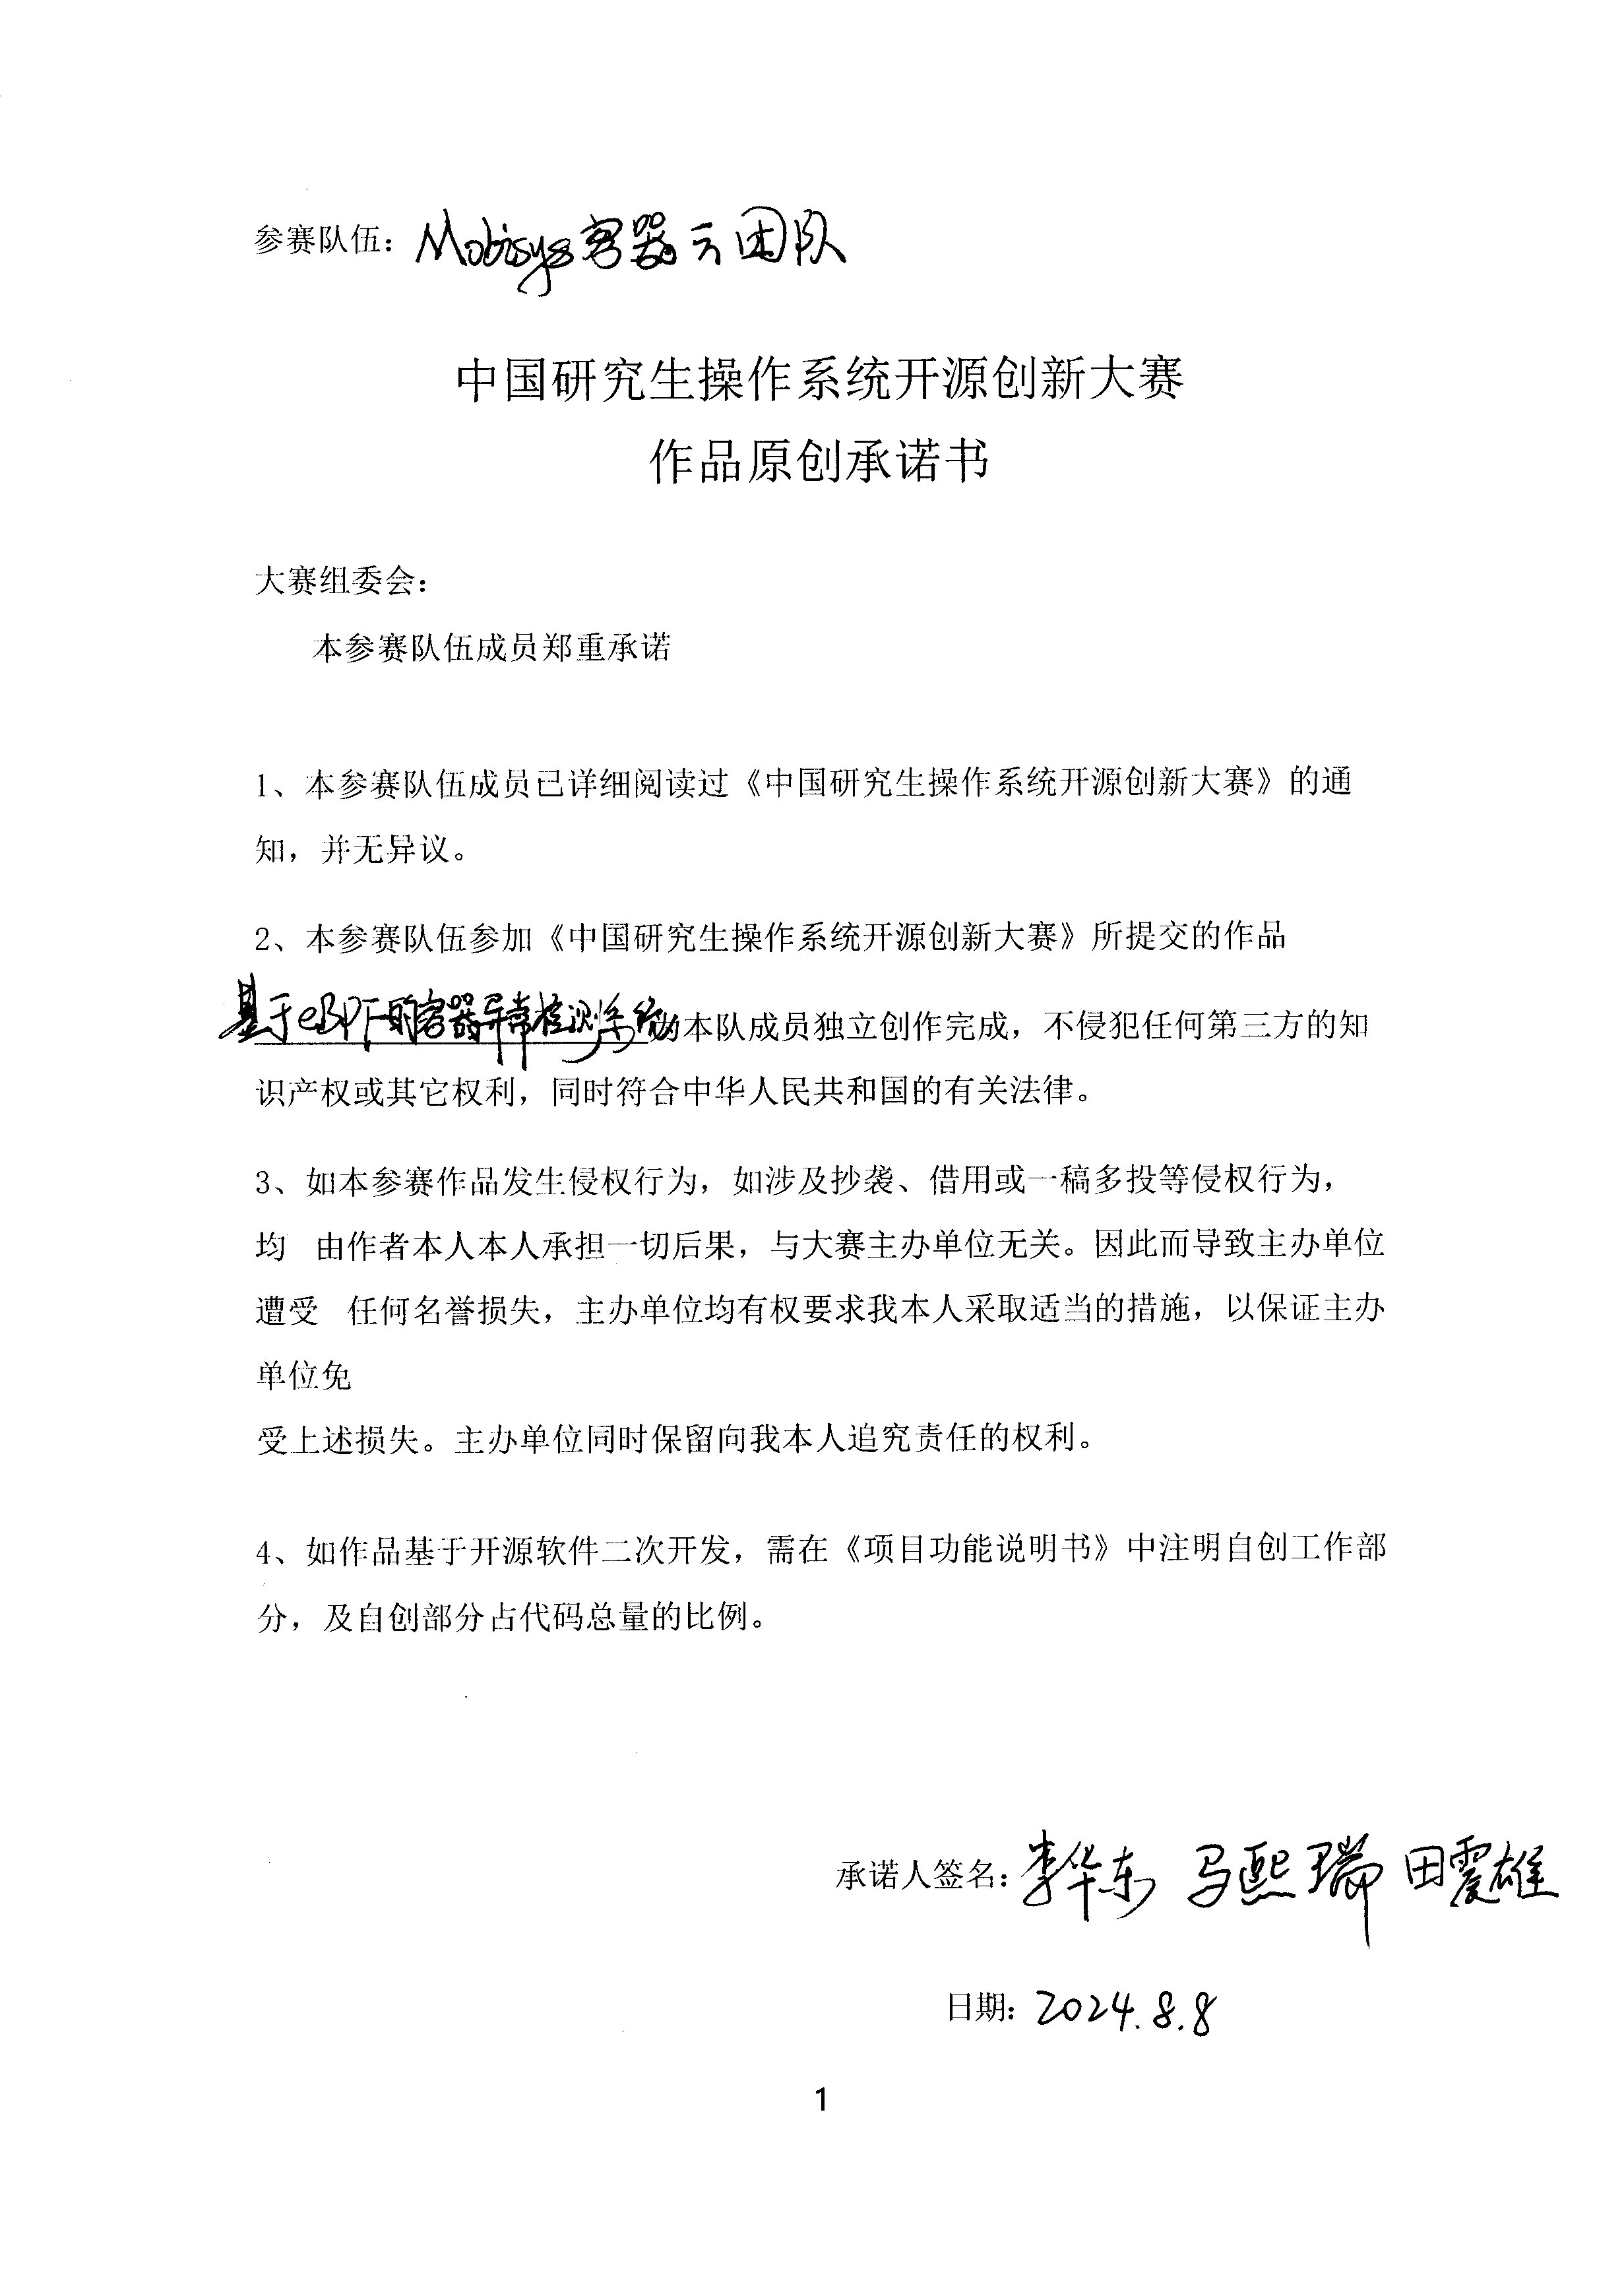 参赛队伍：Mobisys容器云团队
中国研究生操作系统开源创新大赛
作品原创承诺书
大赛组委会：
本参赛队伍成员郑重承诺
1、本参赛队伍成员已详细阅读过《中国研究生操作系统开源创新大赛》的通
知，并无异议。
2、本参赛队伍参加《中国研究生操作系统开源创新大赛》所提交的作品
基于eBPF的容器异常检测系统为本队成员独立创作完成，不侵犯任何第三方的知
识产权或其它权利，同时符合中华人民共和国的有关法律。
3、如本参赛作品发生侵权行为，如涉及抄袭、借用或一稿多投等侵权行为，
均 由作者本人本人承担一切后果，与大赛主办单位无关。因此而导致主办单位
遭受 任何名誉损失，主办单位均有权要求我本人采取适当的措施，以保证主办
单位免
受上述损失。主办单位同时保留向我本人追究责任的权利。
4、如作品基于开源软件二次开发，需在《项目功能说明书》中注明自创工作部
分，及自创部分占代码总量的比例。
承诺人签名：李华东 马熙瑞 田震雄
日期：2024.8.8
1